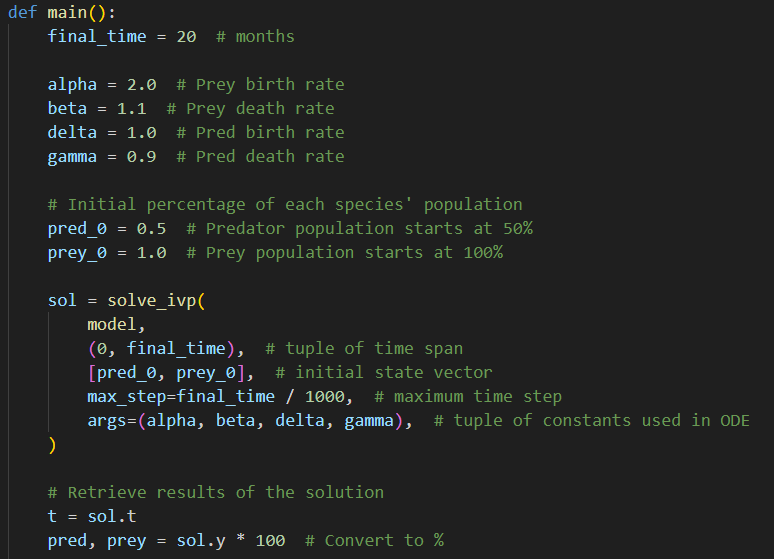 def main():
    final_time = 20  # months

    alpha = 2.0  # Prey birth rate
    beta = 1.1  # Prey death rate
    delta = 1.0  # Pred birth rate
    gamma = 0.9  # Pred death rate

    # Initial percentage of each species' population
    pred_0 = 0.5  # Predator population starts at 50%
    prey_0 = 1.0  # Prey population starts at 100%

    sol = solve_ivp(
        model,
        (0, final_time),  # tuple of time span
        [pred_0, prey_0],  # initial state vector
        max_step=final_time / 1000,  # maximum time step
        args=(alpha, beta, delta, gamma),  # tuple of constants used in ODE
    )

    # Retrieve results of the solution
    t = sol.t
    pred, prey = sol.y * 100  # Convert to %